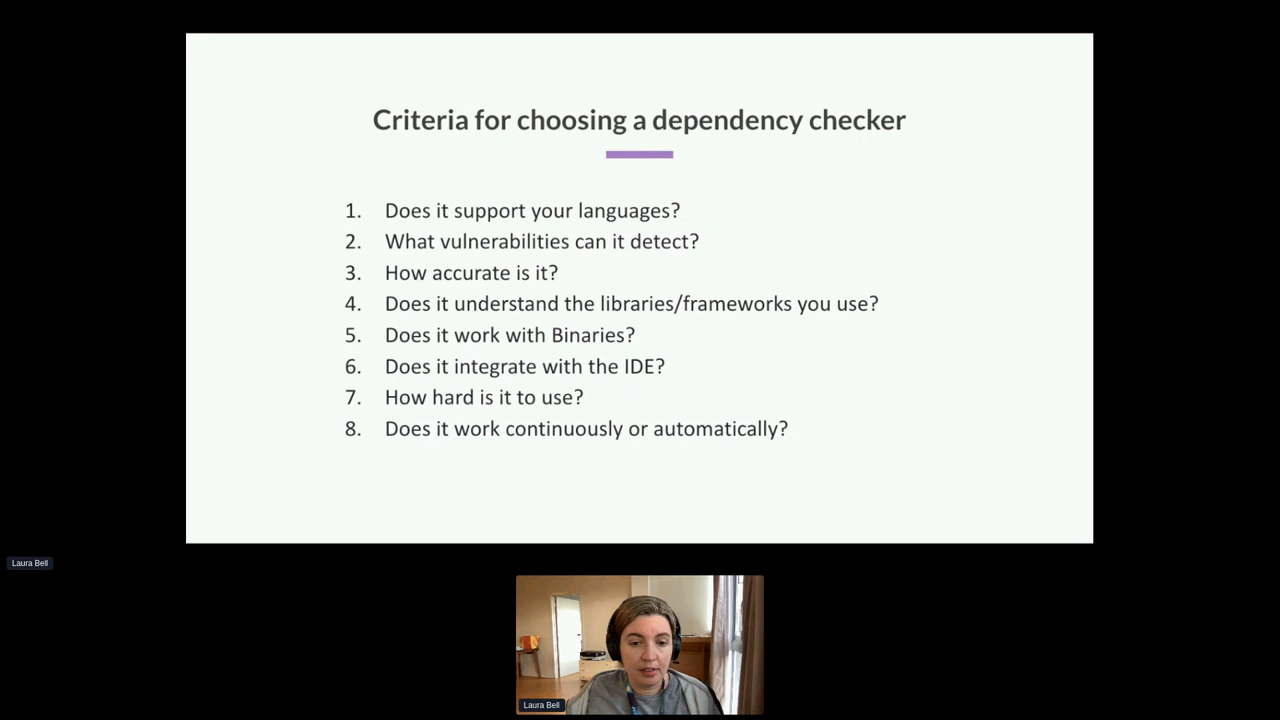 Criteria for choosing a dependency checker
1. Does it support your languages?
2. What vulnerabilities can it detect?
3. How accurate is it?
4. Does it understand the libraries/frameworks you use?
5. Does it work with Binaries?
6. Does it integrate with the IDE?
7. How hard is it to use?
8. Does it work continuously or automatically?
Laura Bell
Laura Bell